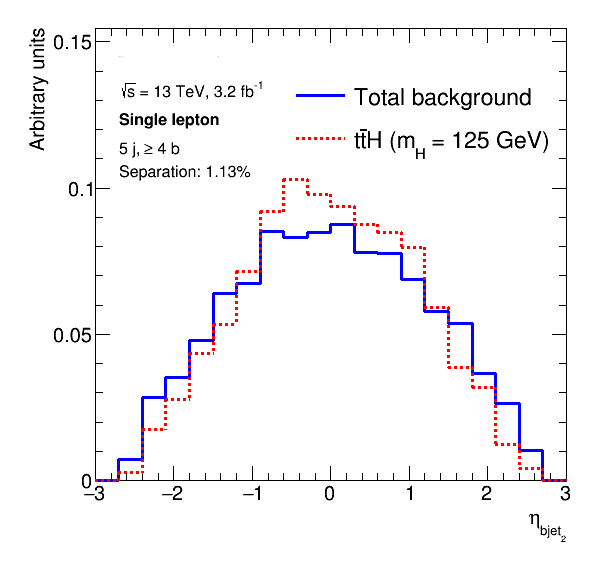 Arbitrary units
0.15
0.1
0.05
0
√s = 13 TeV, 3.2 fb⁻¹
Single lepton
5 j, ≥ 4 b
Separation: 1.13%
Total background
tt̄H (m_H = 125 GeV)
−3 −2 −1 0 1 2 3
η_bjet₂